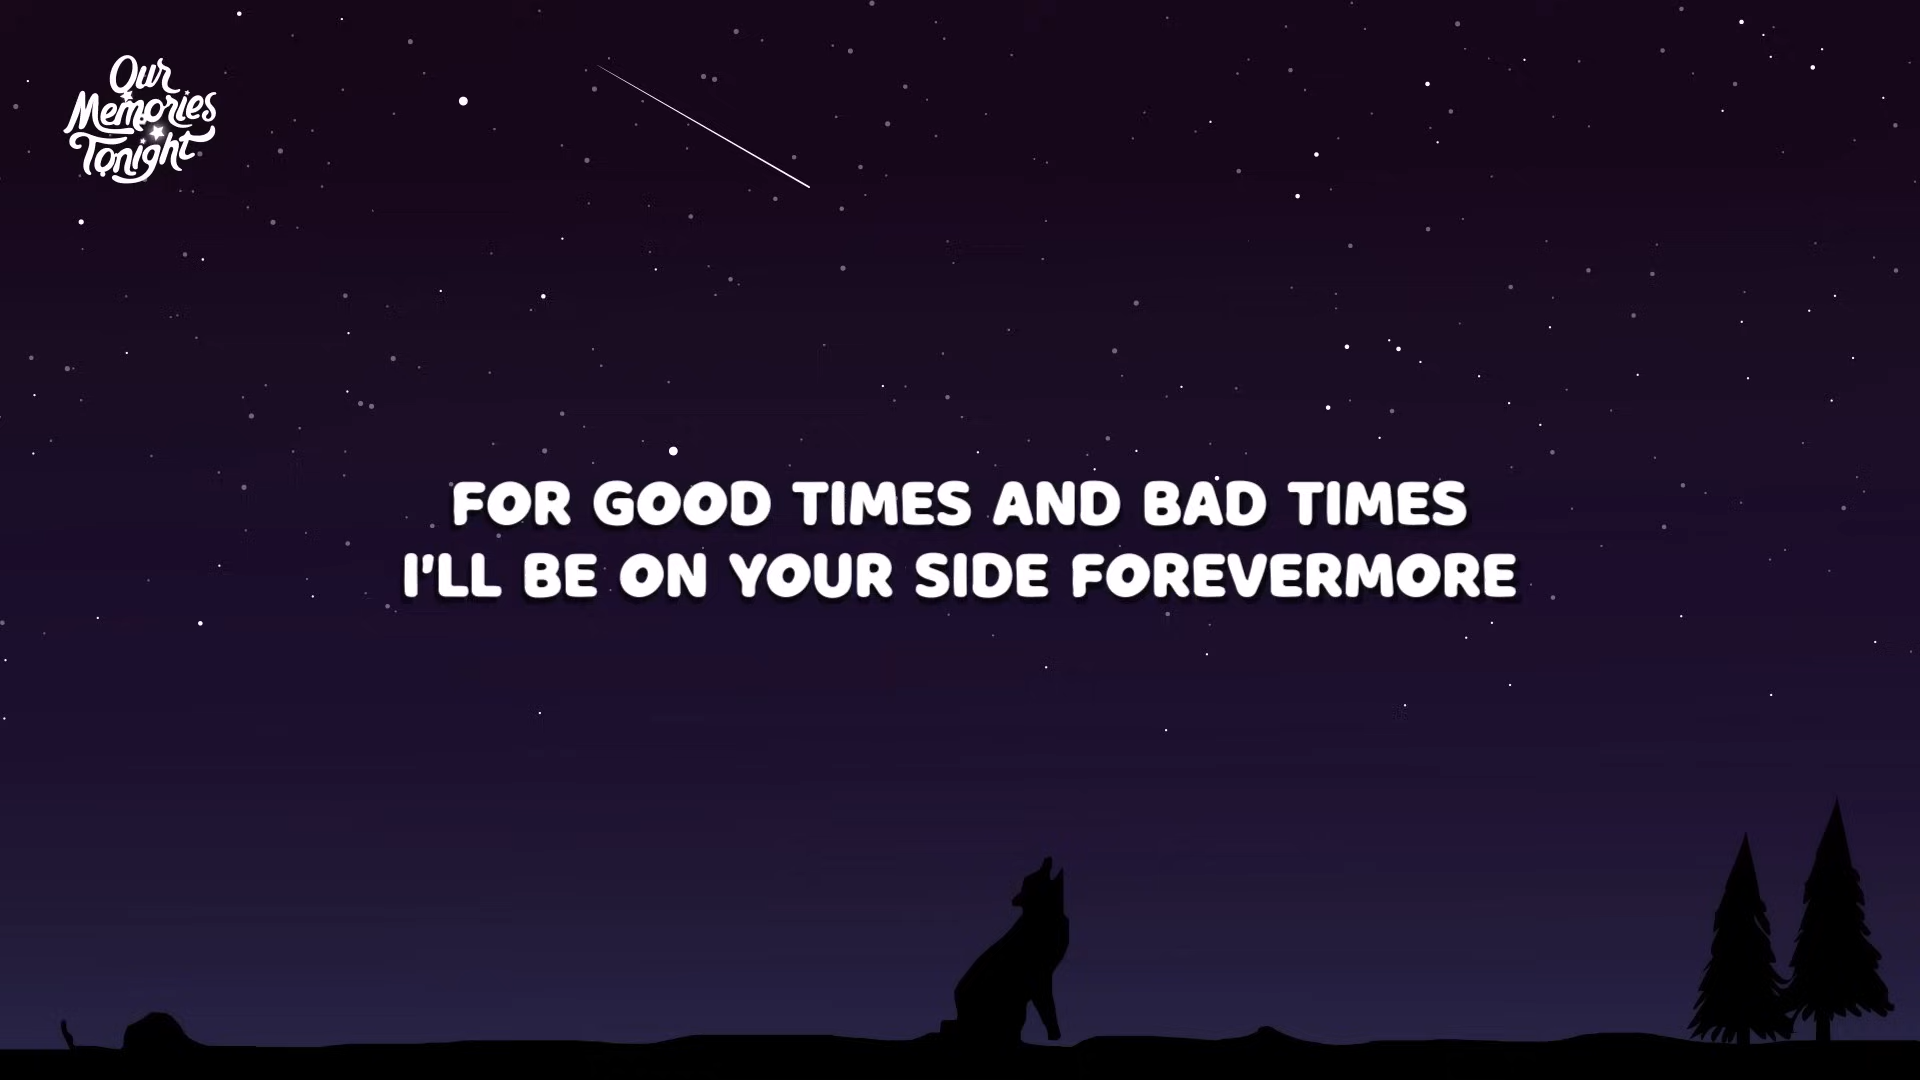 Our
Memories
Tonight
FOR GOOD TIMES AND BAD TIMES
I'LL BE ON YOUR SIDE FOREVERMORE